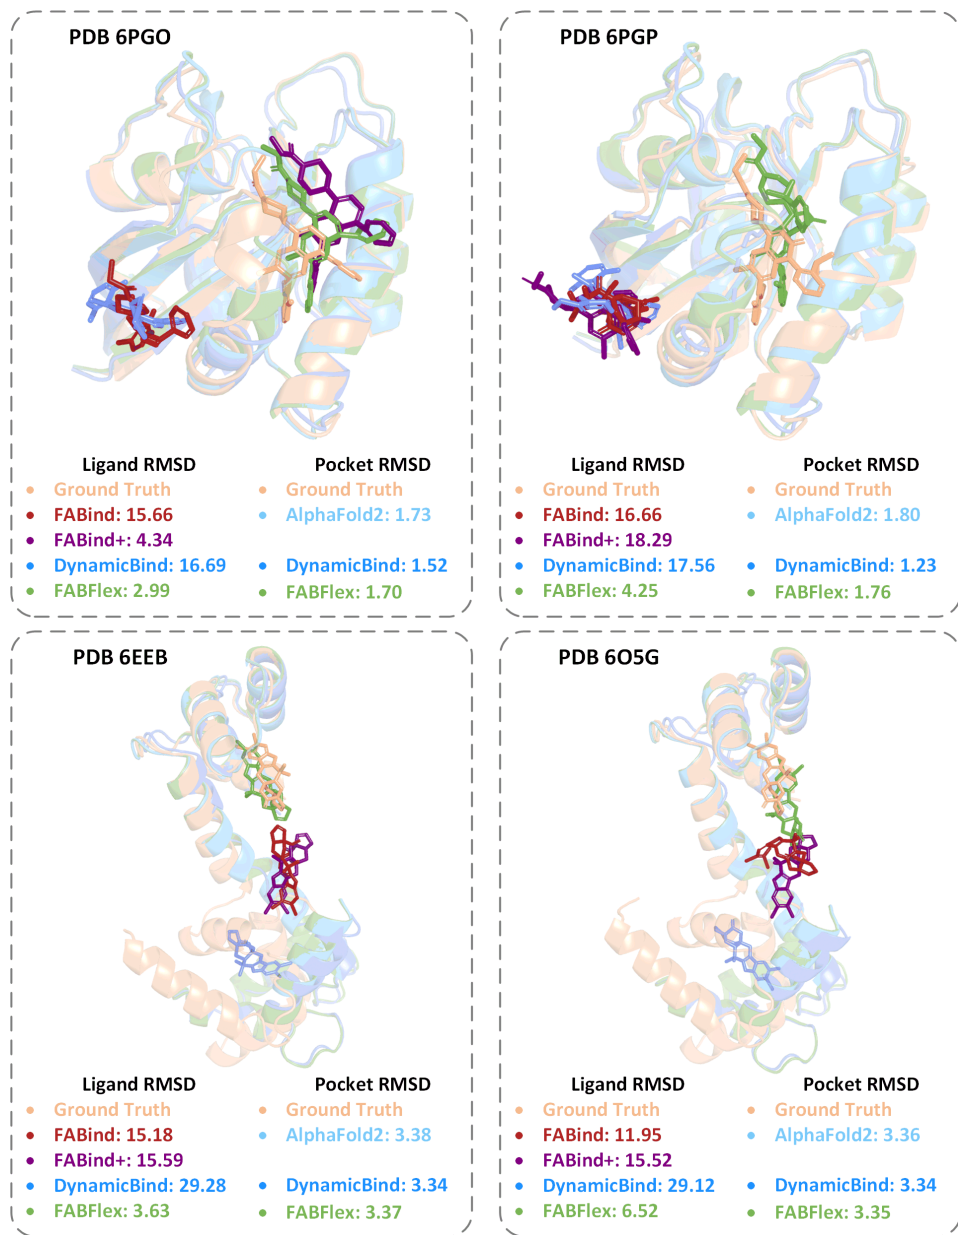 PDB 6PGO
Ligand RMSD
Pocket RMSD
• Ground Truth
• Ground Truth
• FABind: 15.66
• AlphaFold2: 1.73
• FABind+: 4.34
• DynamicBind: 16.69
• DynamicBind: 1.52
• FABFlex: 2.99
• FABFlex: 1.70
PDB 6PGP
Ligand RMSD
Pocket RMSD
• Ground Truth
• Ground Truth
• FABind: 16.66
• AlphaFold2: 1.80
• FABind+: 18.29
• DynamicBind: 17.56
• DynamicBind: 1.23
• FABFlex: 4.25
• FABFlex: 1.76
PDB 6EEB
Ligand RMSD
Pocket RMSD
• Ground Truth
• Ground Truth
• FABind: 15.18
• AlphaFold2: 3.38
• FABind+: 15.59
• DynamicBind: 29.28
• DynamicBind: 3.34
• FABFlex: 3.63
• FABFlex: 3.37
PDB 6O5G
Ligand RMSD
Pocket RMSD
• Ground Truth
• Ground Truth
• FABind: 11.95
• AlphaFold2: 3.36
• FABind+: 15.52
• DynamicBind: 29.12
• DynamicBind: 3.34
• FABFlex: 6.52
• FABFlex: 3.35